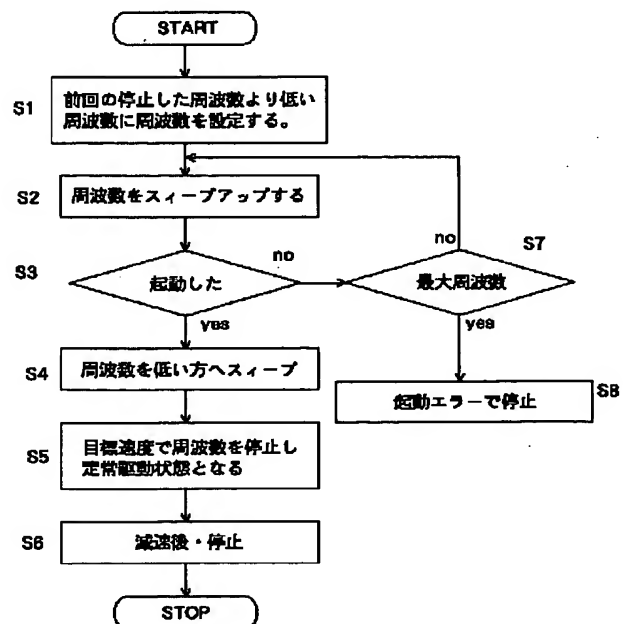 START
S1
前回の停止した周波数より低い
周波数に周波数を設定する。
S2
周波数をスィープアップする
S3
起動した
no
yes
S7
最大周波数
no
yes
S4
周波数を低い方へスィープ
S8
起動エラーで停止
S5
目標速度で周波数を停止し
定常駆動状態となる
S6
減速後・停止
STOP